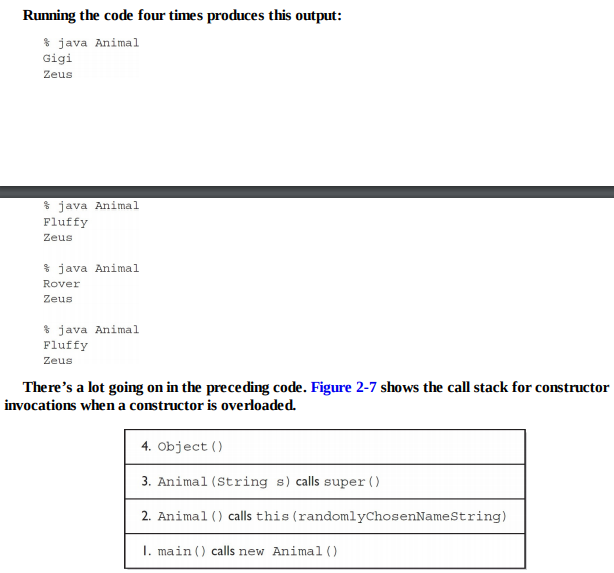 Running the code four times produces this output:
% java Animal
Gigi
Zeus
% java Animal
Fluffy
Zeus
% java Animal
Rover
Zeus
% java Animal
Fluffy
Zeus
There's a lot going on in the preceding code. Figure 2-7 shows the call stack for constructor
invocations when a constructor is overloaded.
4. Object()
3. Animal(String s) calls super()
2. Animal() calls this(randomlyChosenNameString)
1. main() calls new Animal()